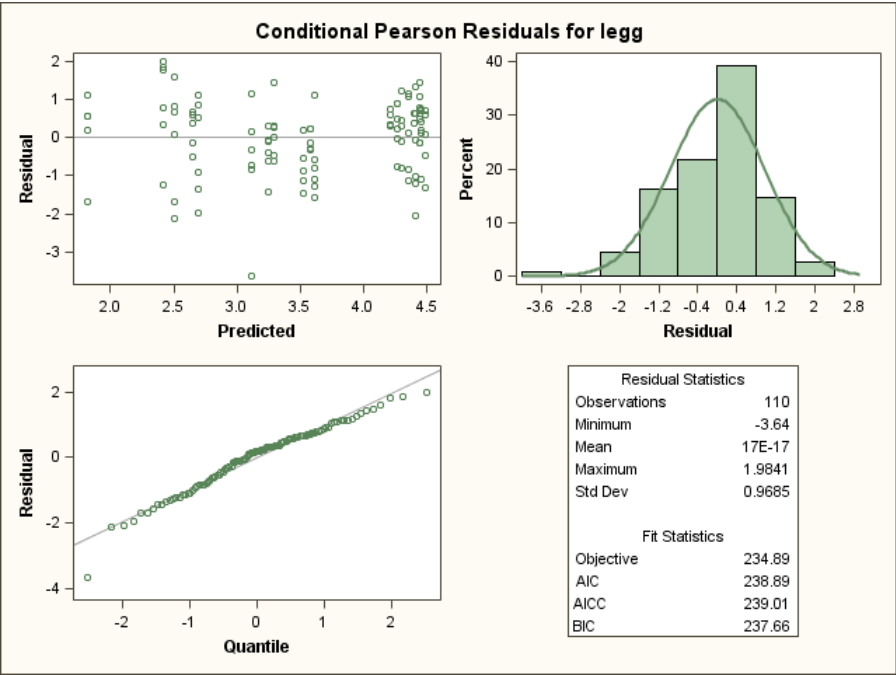 Conditional Pearson Residuals for legg
2
1
0
-1
-2
-3
Residual
2.0 2.5 3.0 3.5 4.0 4.5
Predicted
40
30
20
10
0
Percent
-3.6 -2.8 -2 -1.2 -0.4 0.4 1.2 2 2.8
Residual
2
0
-2
-4
Residual
-2 -1 0 1 2
Quantile
Residual Statistics
Observations 110
Minimum -3.64
Mean 17E-17
Maximum 1.9841
Std Dev 0.9685
Fit Statistics
Objective 234.89
AIC 238.89
AICC 239.01
BIC 237.66